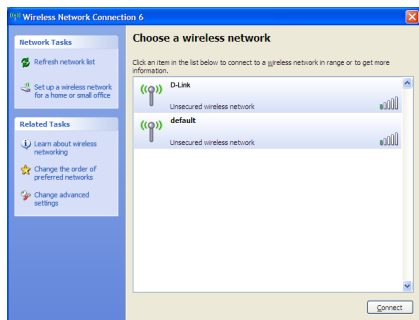 Wireless Network Connection 6
Network Tasks
Refresh network list
Set up a wireless network
for a home or small office
Related Tasks
Learn about wireless
networking
Change the order of
preferred networks
Change advanced
settings
Choose a wireless network
Click an item in the list below to connect to a wireless network in range or to get more
information.
D-Link
Unsecured wireless network
default
Unsecured wireless network
Connect